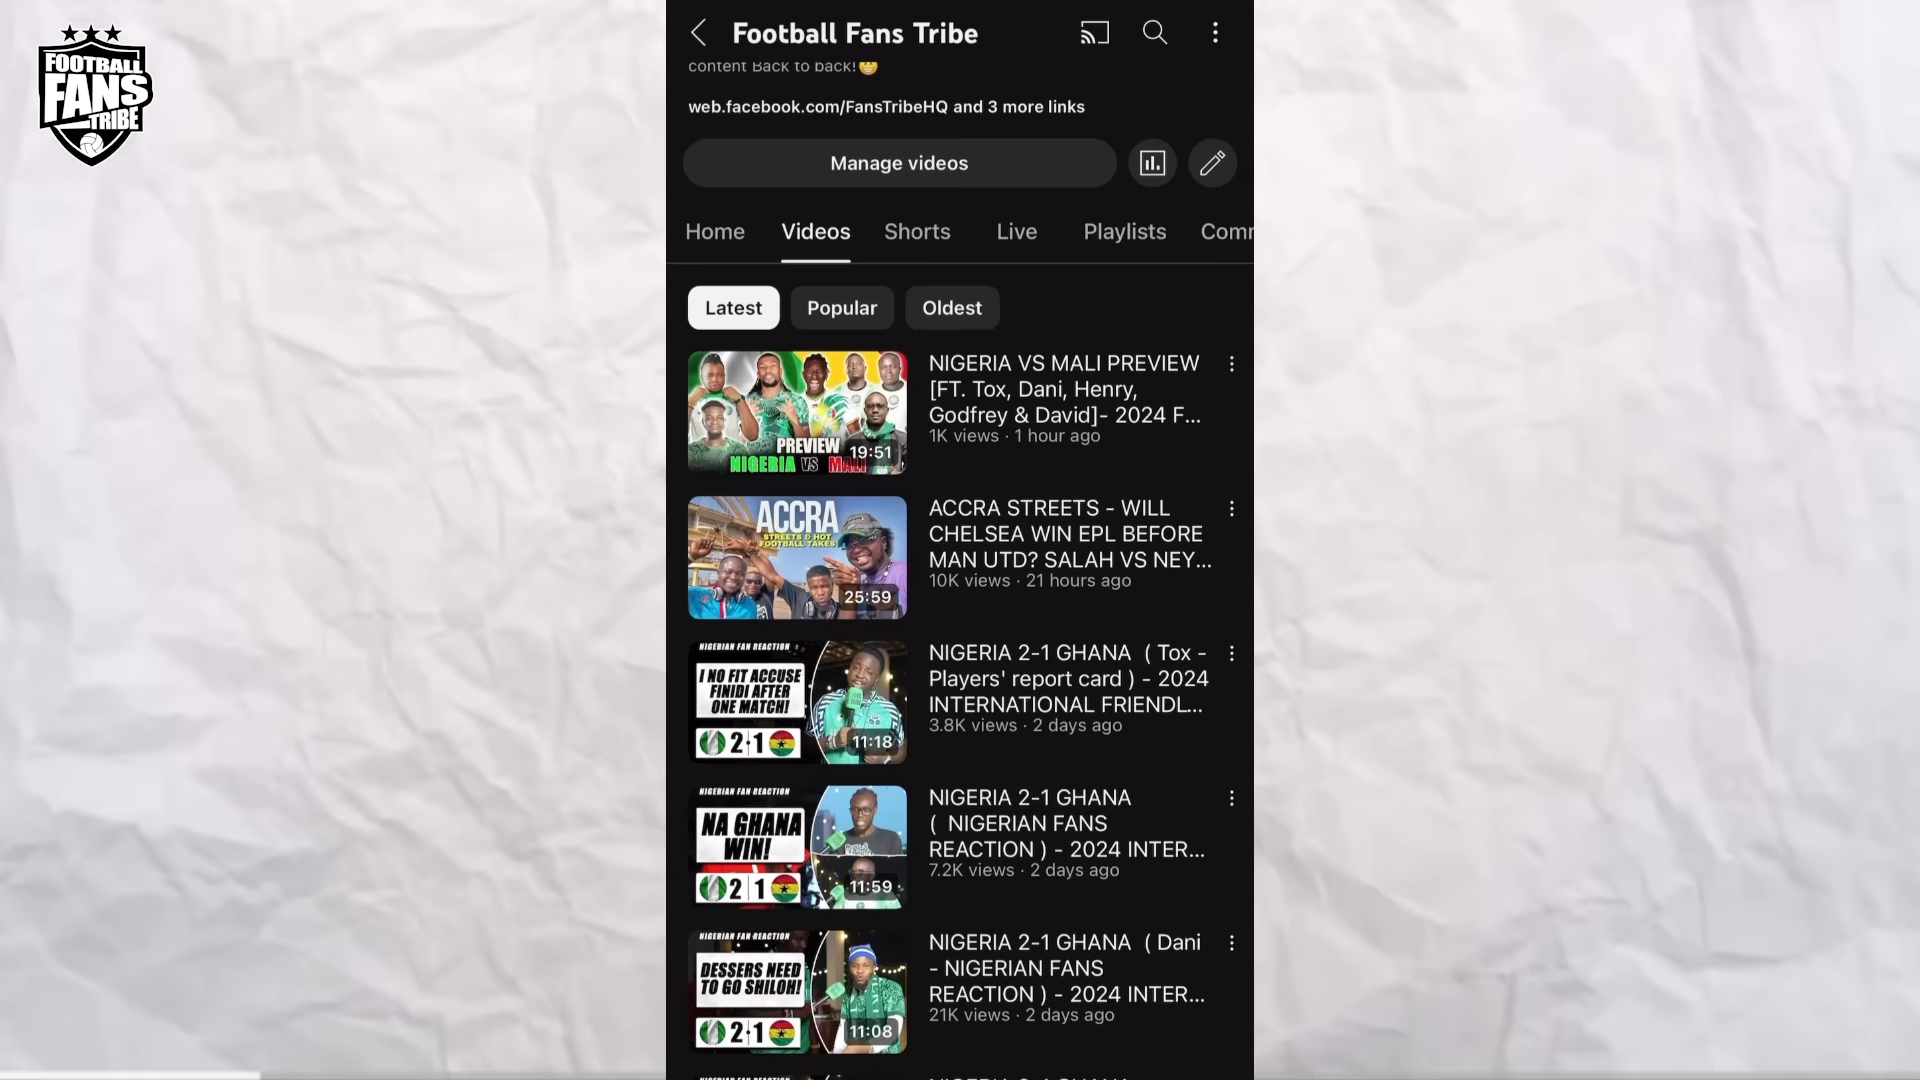 FOOTBALL
FANS
TRIBE
Football Fans Tribe
content Back to back!😁
web.facebook.com/FansTribeHQ and 3 more links
Manage videos
Home Videos Shorts Live Playlists Comm
Latest Popular Oldest
PREVIEW
NIGERIA VS MALI
19:51
NIGERIA VS MALI PREVIEW
[FT. Tox, Dani, Henry,
Godfrey & David]- 2024 F...
1K views · 1 hour ago
ACCRA
STREETS & HOT
FOOTBALL TAKES
25:59
ACCRA STREETS - WILL
CHELSEA WIN EPL BEFORE
MAN UTD? SALAH VS NEY...
10K views · 21 hours ago
NIGERIAN FAN REACTION
I NO FIT ACCUSE
FINIDI AFTER
ONE MATCH!
2-1
11:18
NIGERIA 2-1 GHANA ( Tox -
Players' report card ) - 2024
INTERNATIONAL FRIENDL...
3.8K views · 2 days ago
NIGERIAN FAN REACTION
NA GHANA
WIN!
2 1
11:59
NIGERIA 2-1 GHANA
( NIGERIAN FANS
REACTION ) - 2024 INTER...
7.2K views · 2 days ago
NIGERIAN FAN REACTION
DESSERS NEED
TO GO SHILOH!
2-1
11:08
NIGERIA 2-1 GHANA ( Dani
- NIGERIAN FANS
REACTION ) - 2024 INTER...
21K views · 2 days ago